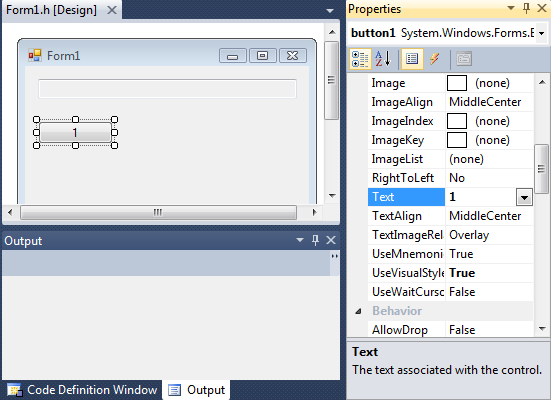 Form1.h [Design]
Form1
1
Output
Code Definition Window
Output
Properties
button1 System.Windows.Forms.B
Image (none)
ImageAlign MiddleCenter
ImageIndex (none)
ImageKey (none)
ImageList (none)
RightToLeft No
Text 1
TextAlign MiddleCenter
TextImageRela Overlay
UseMnemoni True
UseVisualStyle True
UseWaitCurso False
Behavior
AllowDrop False
Text
The text associated with the control.